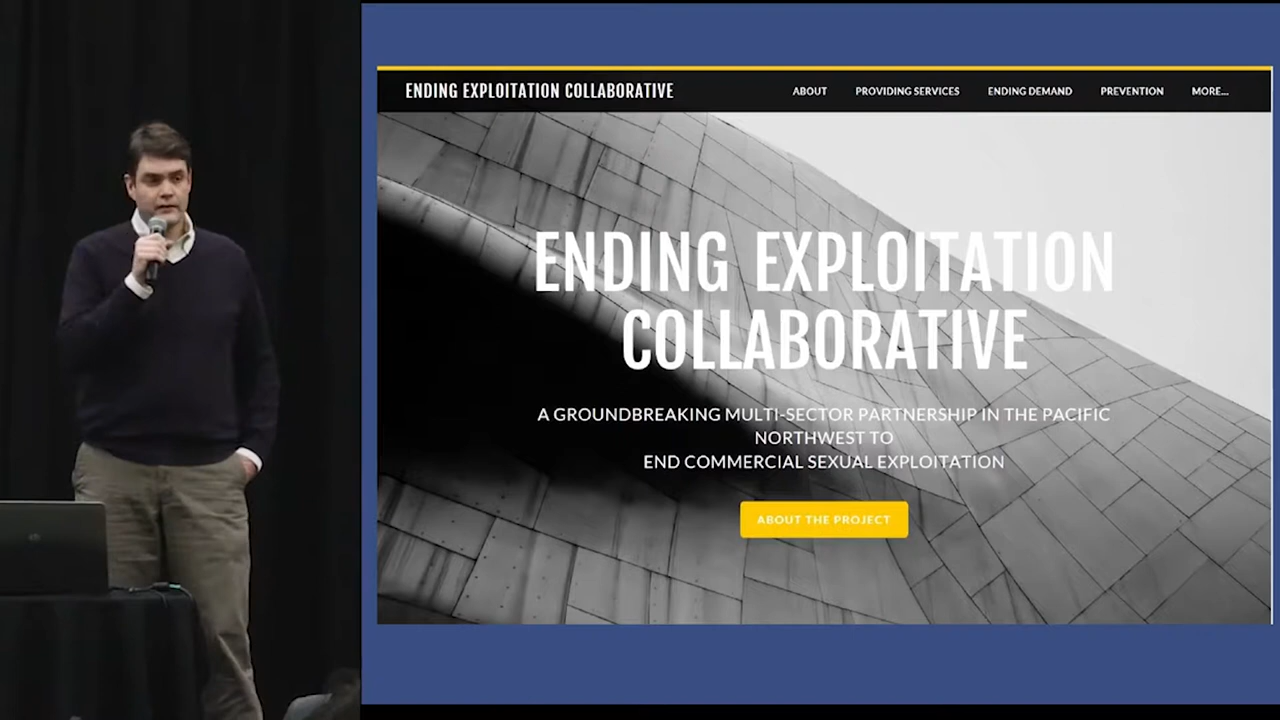 ENDING EXPLOITATION COLLABORATIVE
ABOUT PROVIDING SERVICES ENDING DEMAND PREVENTION MORE...
ENDING EXPLOITATION
COLLABORATIVE
A GROUNDBREAKING MULTI-SECTOR PARTNERSHIP IN THE PACIFIC
NORTHWEST TO
END COMMERCIAL SEXUAL EXPLOITATION
ABOUT THE PROJECT